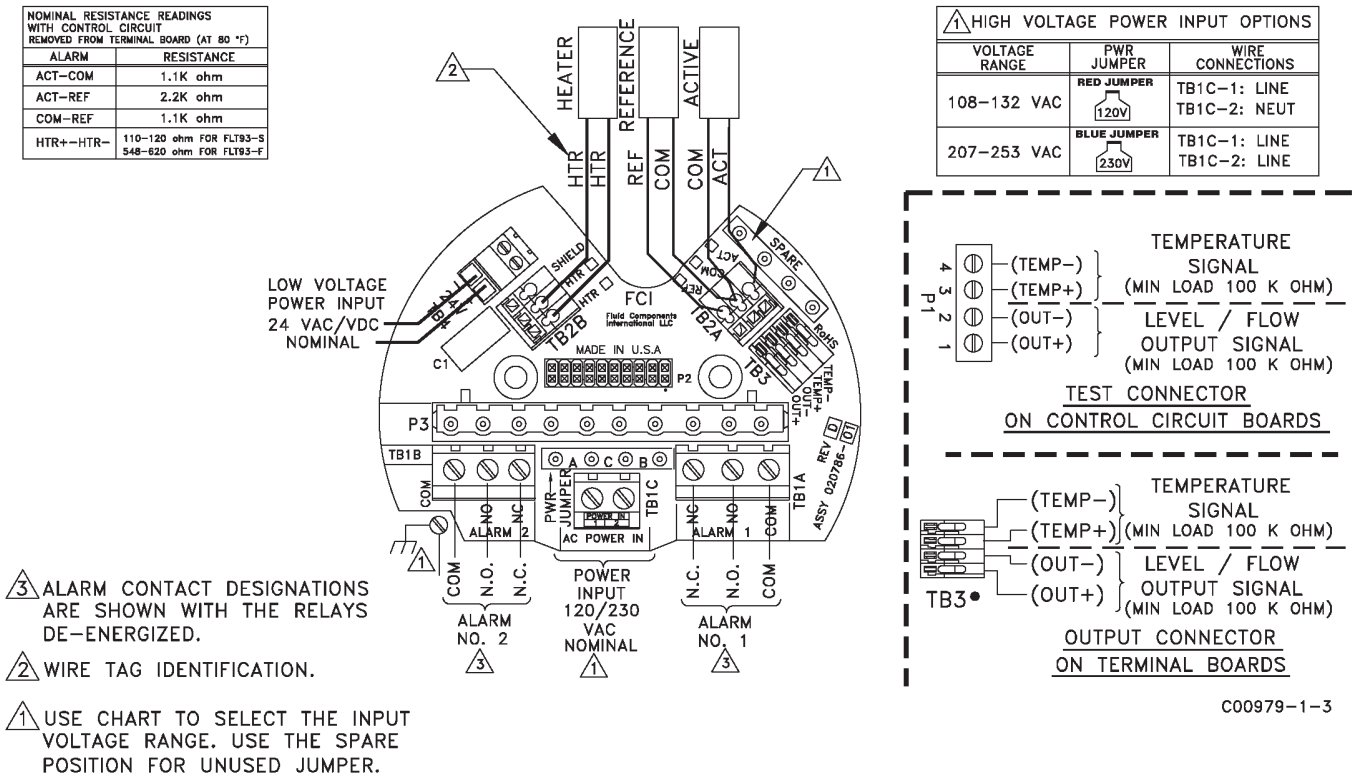 NOMINAL RESISTANCE READINGS
WITH CONTROL CIRCUIT
REMOVED FROM TERMINAL BOARD (AT 80 °F)
ALARM RESISTANCE
ACT-COM 1.1K ohm
ACT-REF 2.2K ohm
COM-REF 1.1K ohm
HTR+-HTR- 110-120 ohm FOR FLT93-S
548-620 ohm FOR FLT93-F
2
HEATER
REFERENCE
ACTIVE
HTR
HTR
REF
COM
COM
ACT
1
1 HIGH VOLTAGE POWER INPUT OPTIONS
VOLTAGE RANGE
PWR JUMPER
WIRE CONNECTIONS
108-132 VAC
RED JUMPER
120V
TB1C-1: LINE
TB1C-2: NEUT
207-253 VAC
BLUE JUMPER
230V
TB1C-1: LINE
TB1C-2: LINE
LOW VOLTAGE
POWER INPUT
24 VAC/VDC
NOMINAL
C1
SHIELD
HTR
HTR
TB2B
FCI
Fluid Components
International LLC
REF
COM
ACT
SPARE
TB2A
RoHS
TB3
TEMP-
TEMP+
OUT-
OUT+
MADE IN U.S.A
P2
P3
REV D
ASSY 020786-01
TB1B
COM
NO
NC
ALARM 2
A C B
PWR
JUMPER
TB1C
POWER IN
1 2
AC POWER IN
NC
NO
COM
ALARM 1
TB1A
1
COM
N.O.
N.C.
ALARM
NO. 2
3
POWER
INPUT
120/230
VAC
NOMINAL
1
N.C.
N.O.
COM
ALARM
NO. 1
3
P1
4
3
2
1
(TEMP-)
(TEMP+)
(OUT-)
(OUT+)
TEMPERATURE
SIGNAL
(MIN LOAD 100 K OHM)
LEVEL / FLOW
OUTPUT SIGNAL
(MIN LOAD 100 K OHM)
TEST CONNECTOR
ON CONTROL CIRCUIT BOARDS
TB3
(TEMP-)
(TEMP+)
(OUT-)
(OUT+)
TEMPERATURE
SIGNAL
(MIN LOAD 100 K OHM)
LEVEL / FLOW
OUTPUT SIGNAL
(MIN LOAD 100 K OHM)
OUTPUT CONNECTOR
ON TERMINAL BOARDS
C00979-1-3
3 ALARM CONTACT DESIGNATIONS
ARE SHOWN WITH THE RELAYS
DE-ENERGIZED.
2 WIRE TAG IDENTIFICATION.
1 USE CHART TO SELECT THE INPUT
VOLTAGE RANGE. USE THE SPARE
POSITION FOR UNUSED JUMPER.